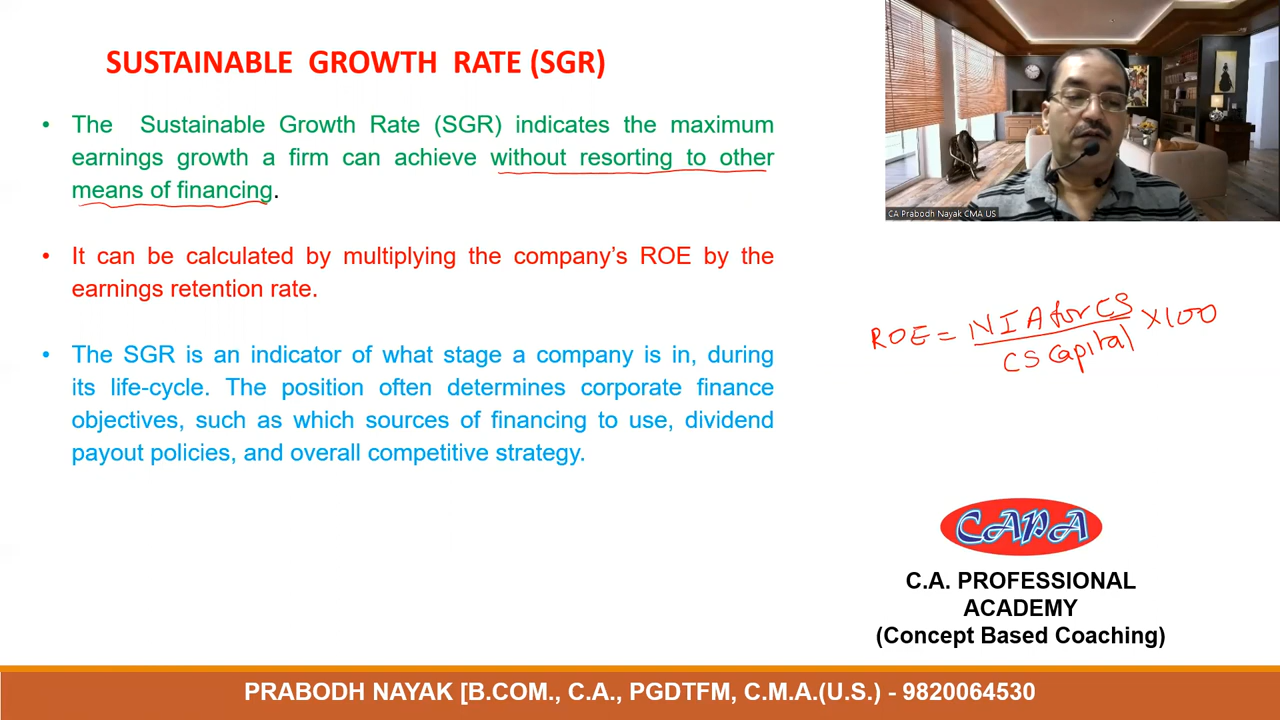 SUSTAINABLE GROWTH RATE (SGR)
• The Sustainable Growth Rate (SGR) indicates the maximum
earnings growth a firm can achieve without resorting to other
means of financing.
• It can be calculated by multiplying the company’s ROE by the
earnings retention rate.
• The SGR is an indicator of what stage a company is in, during
its life-cycle. The position often determines corporate finance
objectives, such as which sources of financing to use, dividend
payout policies, and overall competitive strategy.
CA Prabodh Nayak CMA US
ROE = NIA for CS × 100
CS Capital
CAPA
C.A. PROFESSIONAL
ACADEMY
(Concept Based Coaching)
PRABODH NAYAK [B.COM., C.A., PGDTFM, C.M.A.(U.S.) - 9820064530